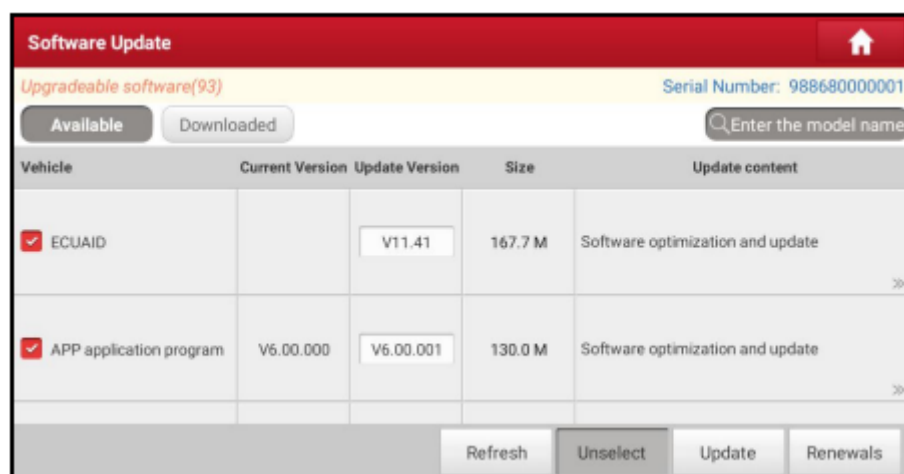 Software Update
Upgradeable software(93) Serial Number: 988680000001
Available Downloaded Enter the model name
Vehicle Current Version Update Version Size Update content
ECUAID V11.41 167.7 M Software optimization and update
APP application program V6.00.000 V6.00.001 130.0 M Software optimization and update
Refresh Unselect Update Renewals